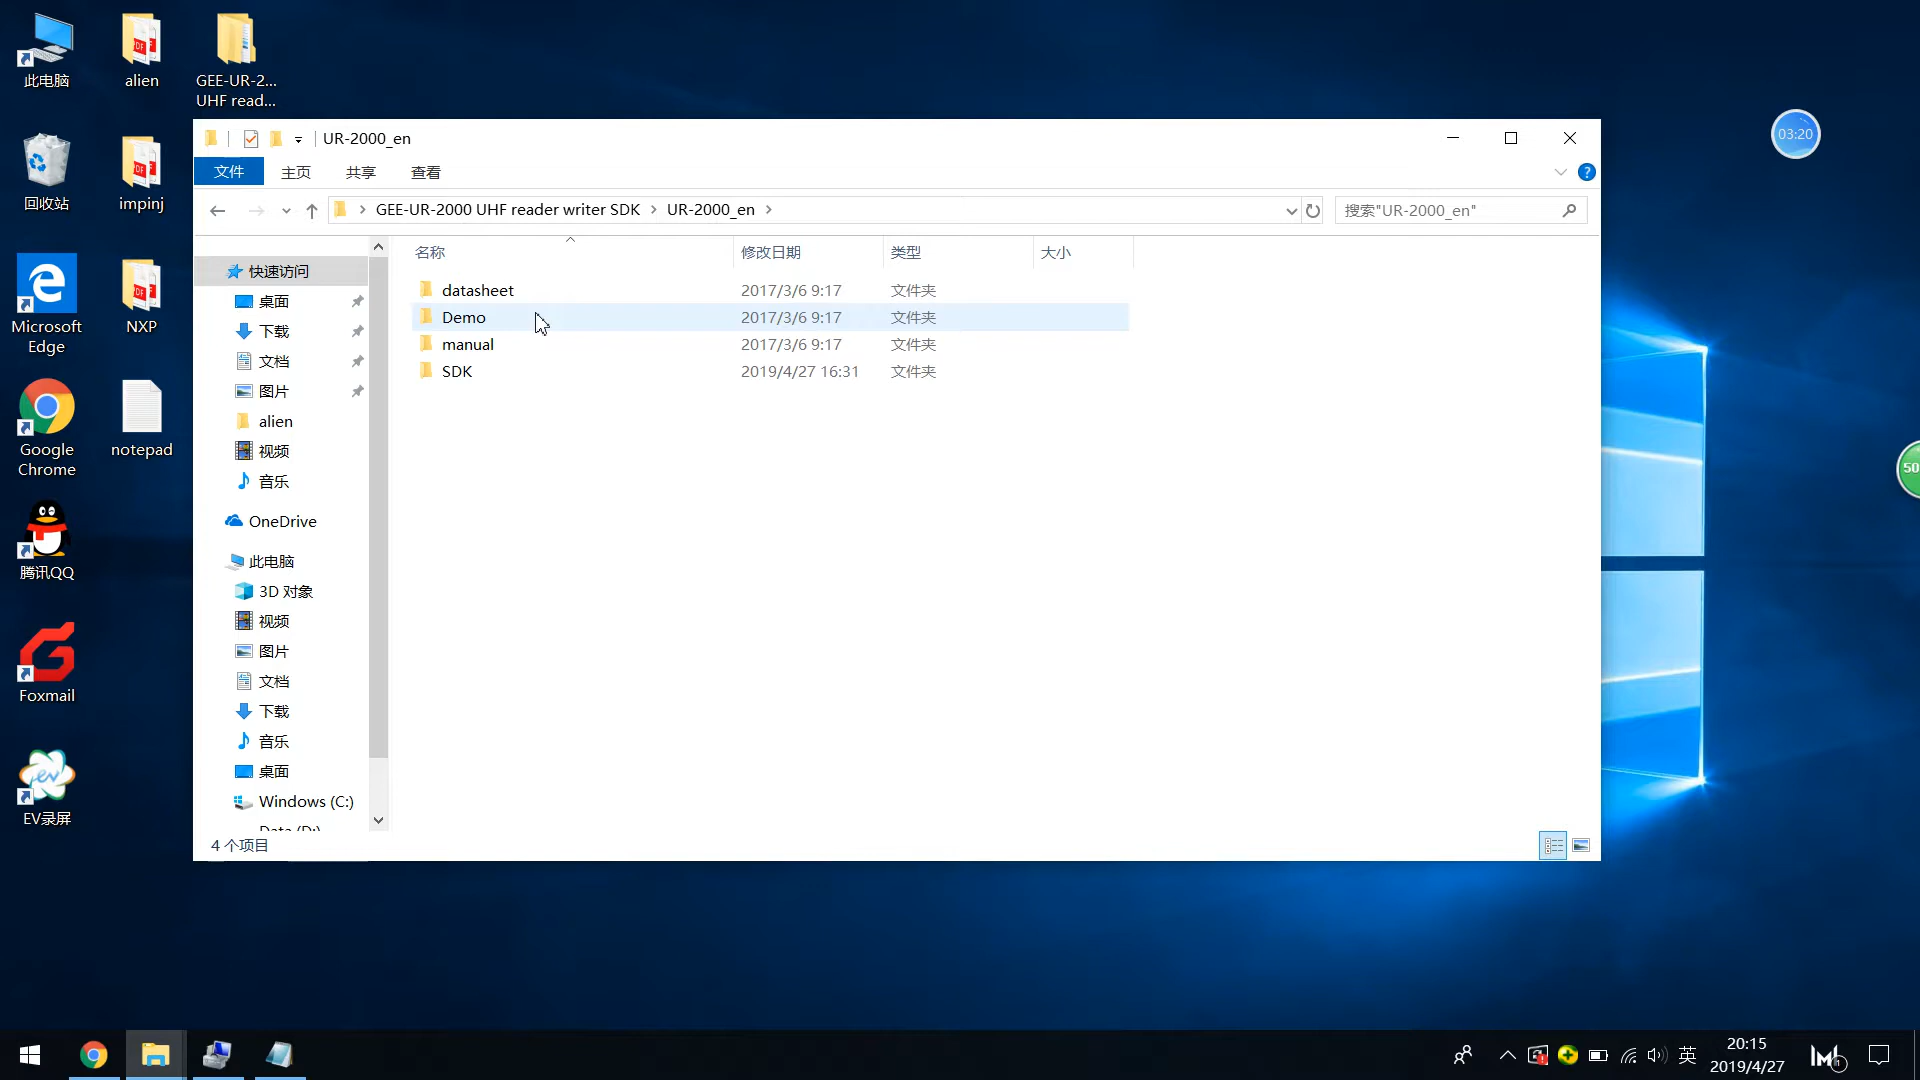 此电脑
alien
GEE-UR-2...
UHF read...
回收站
impinj
Microsoft
Edge
NXP
Google
Chrome
notepad
腾讯QQ
Foxmail
EV录屏
UR-2000_en
文件
主页
共享
查看
?
GEE-UR-2000 UHF reader writer SDK
UR-2000_en
搜索"UR-2000_en"
快速访问
桌面
下载
文档
图片
alien
视频
音乐
OneDrive
此电脑
3D 对象
视频
图片
文档
下载
音乐
桌面
Windows (C:)
Data (D:)
名称 修改日期 类型 大小
datasheet 2017/3/6 9:17 文件夹
Demo 2017/3/6 9:17 文件夹
manual 2017/3/6 9:17 文件夹
SDK 2019/4/27 16:31 文件夹
4 个项目
03:20
50
英
20:15
2019/4/27